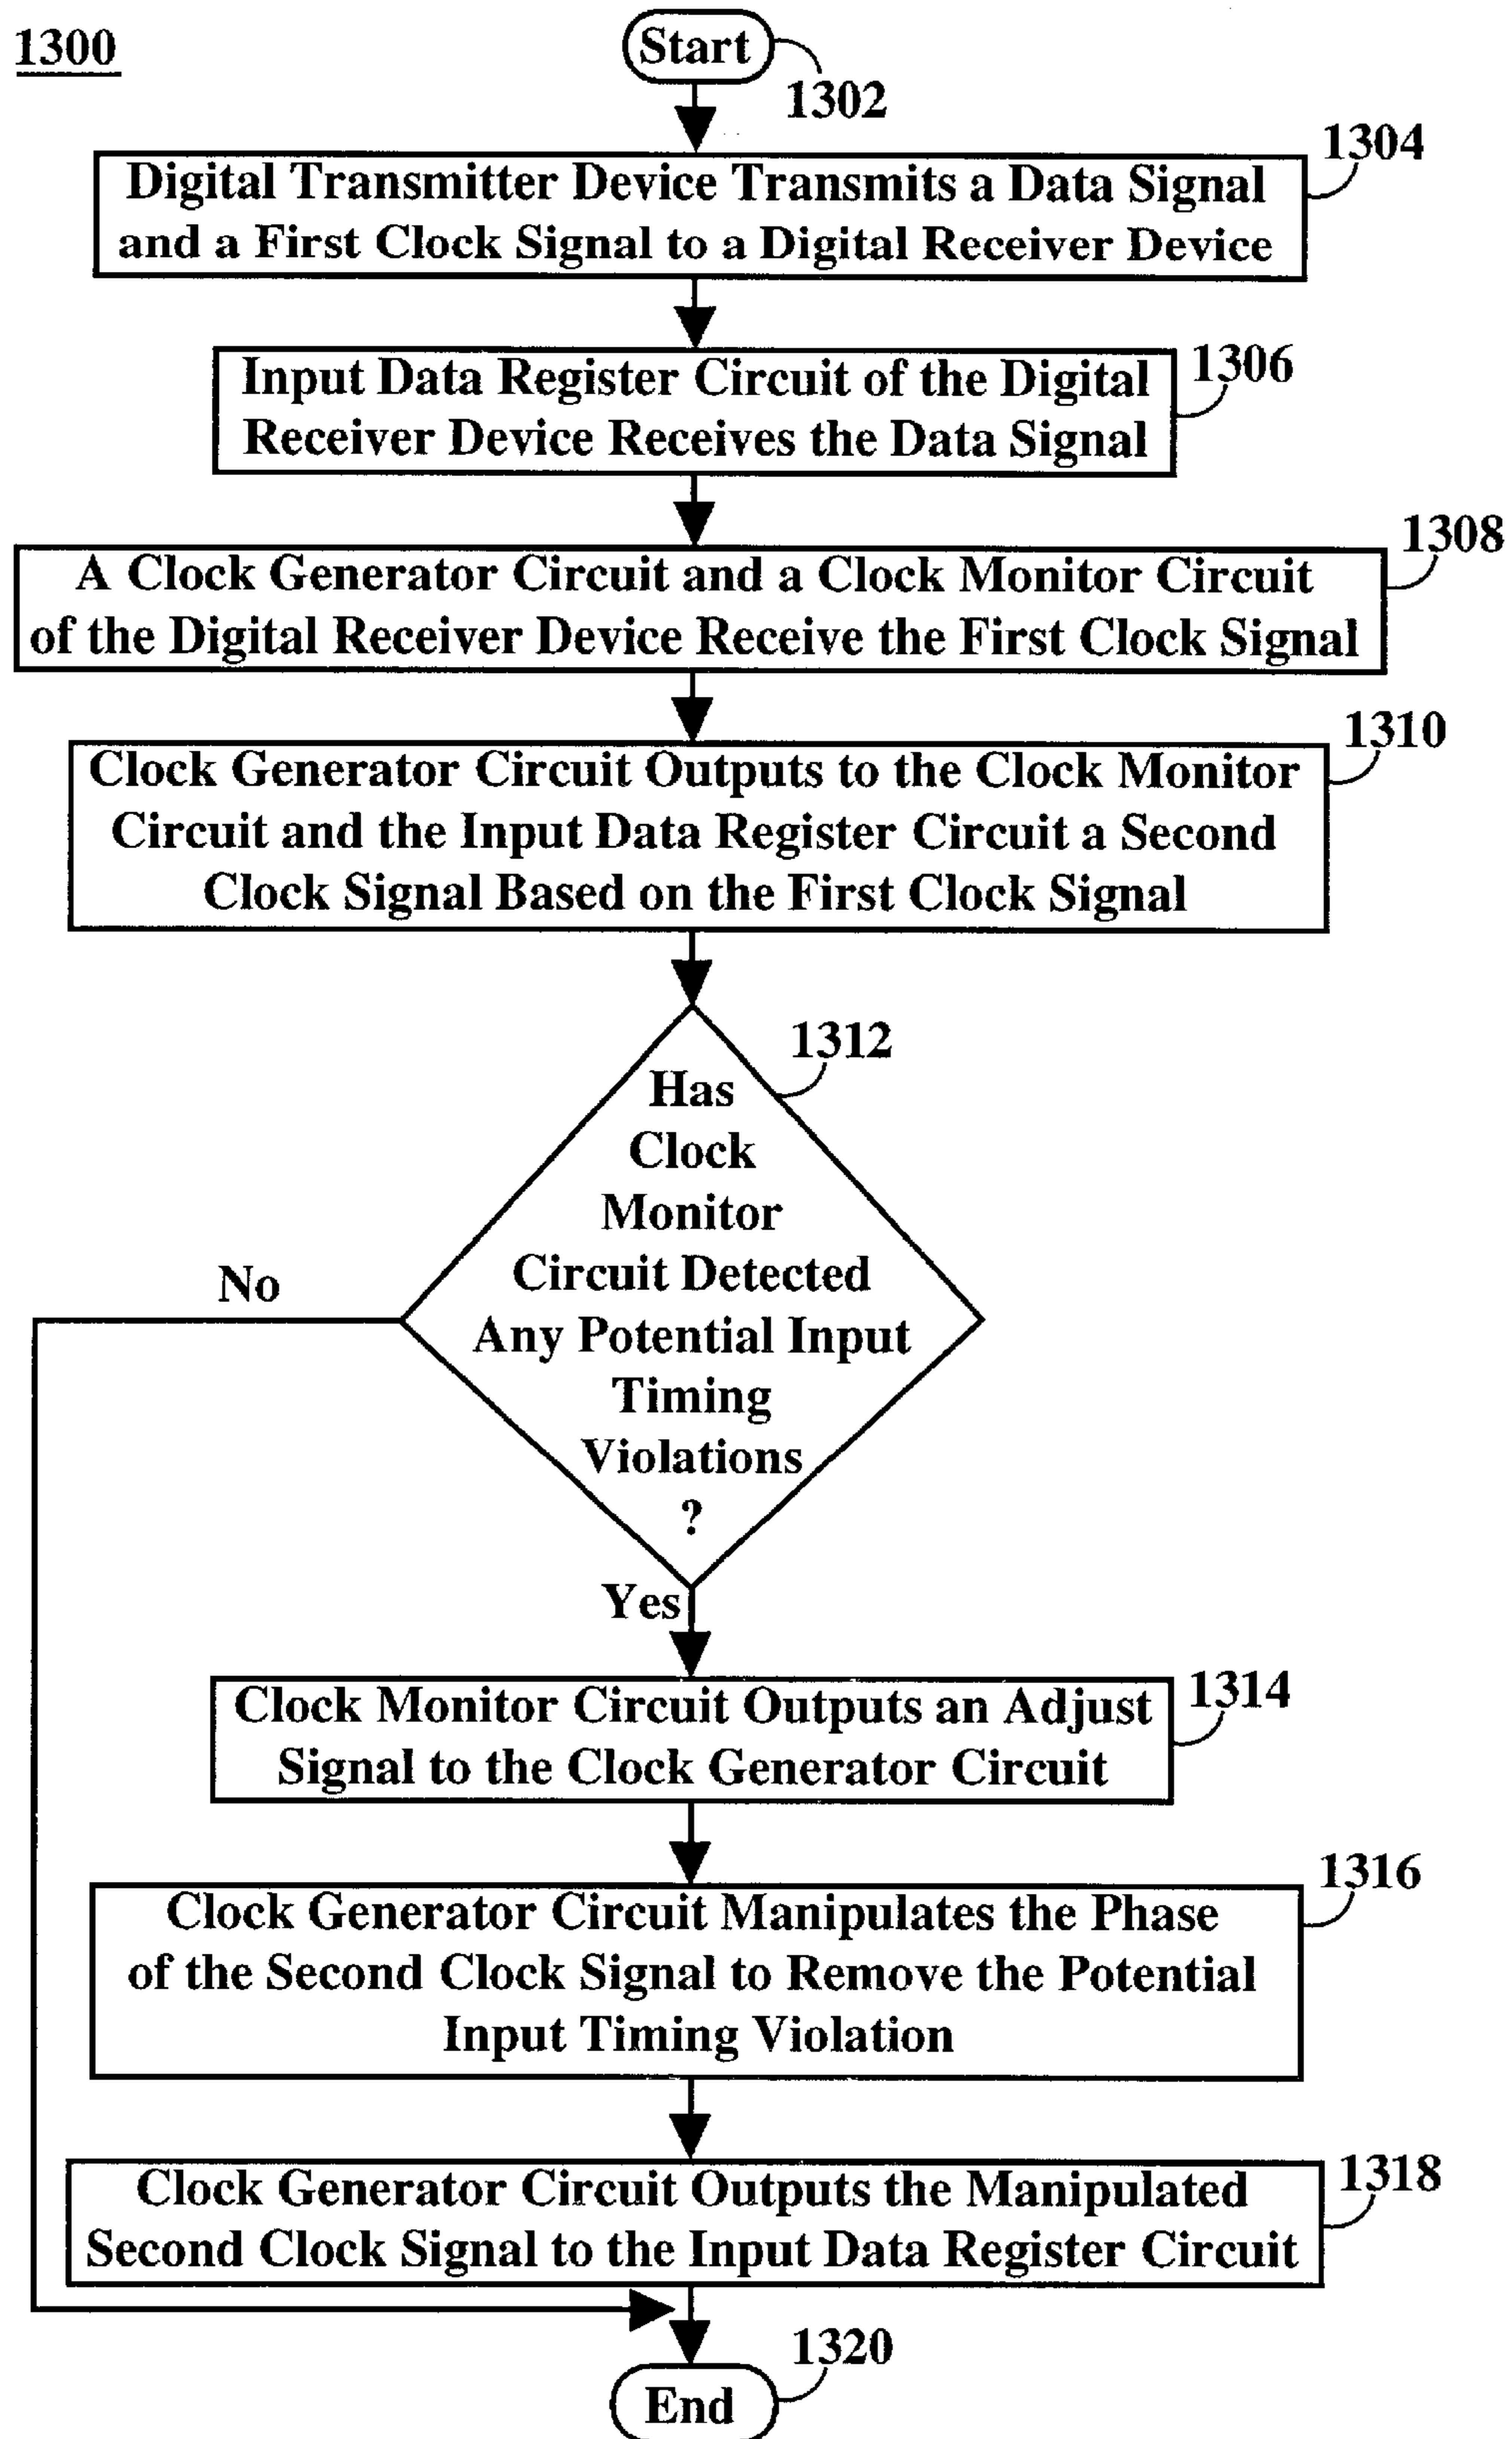 1300
Start
1302
1304
Digital Transmitter Device Transmits a Data Signal
and a First Clock Signal to a Digital Receiver Device
1306
Input Data Register Circuit of the Digital
Receiver Device Receives the Data Signal
1308
A Clock Generator Circuit and a Clock Monitor Circuit
of the Digital Receiver Device Receive the First Clock Signal
1310
Clock Generator Circuit Outputs to the Clock Monitor
Circuit and the Input Data Register Circuit a Second
Clock Signal Based on the First Clock Signal
1312
Has
Clock
Monitor
Circuit Detected
Any Potential Input
Timing
Violations
?
No
Yes
1314
Clock Monitor Circuit Outputs an Adjust
Signal to the Clock Generator Circuit
1316
Clock Generator Circuit Manipulates the Phase
of the Second Clock Signal to Remove the Potential
Input Timing Violation
1318
Clock Generator Circuit Outputs the Manipulated
Second Clock Signal to the Input Data Register Circuit
1320
End